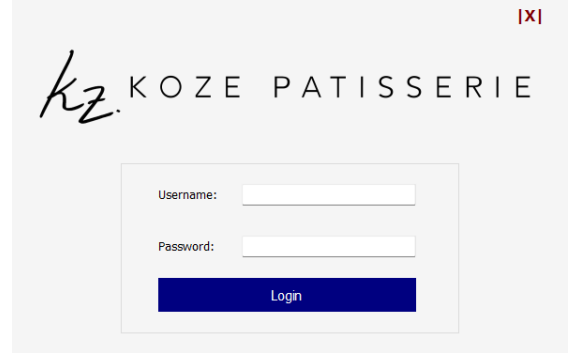 |X|
kz. KOZE PATISSERIE
Username:
Password:
Login